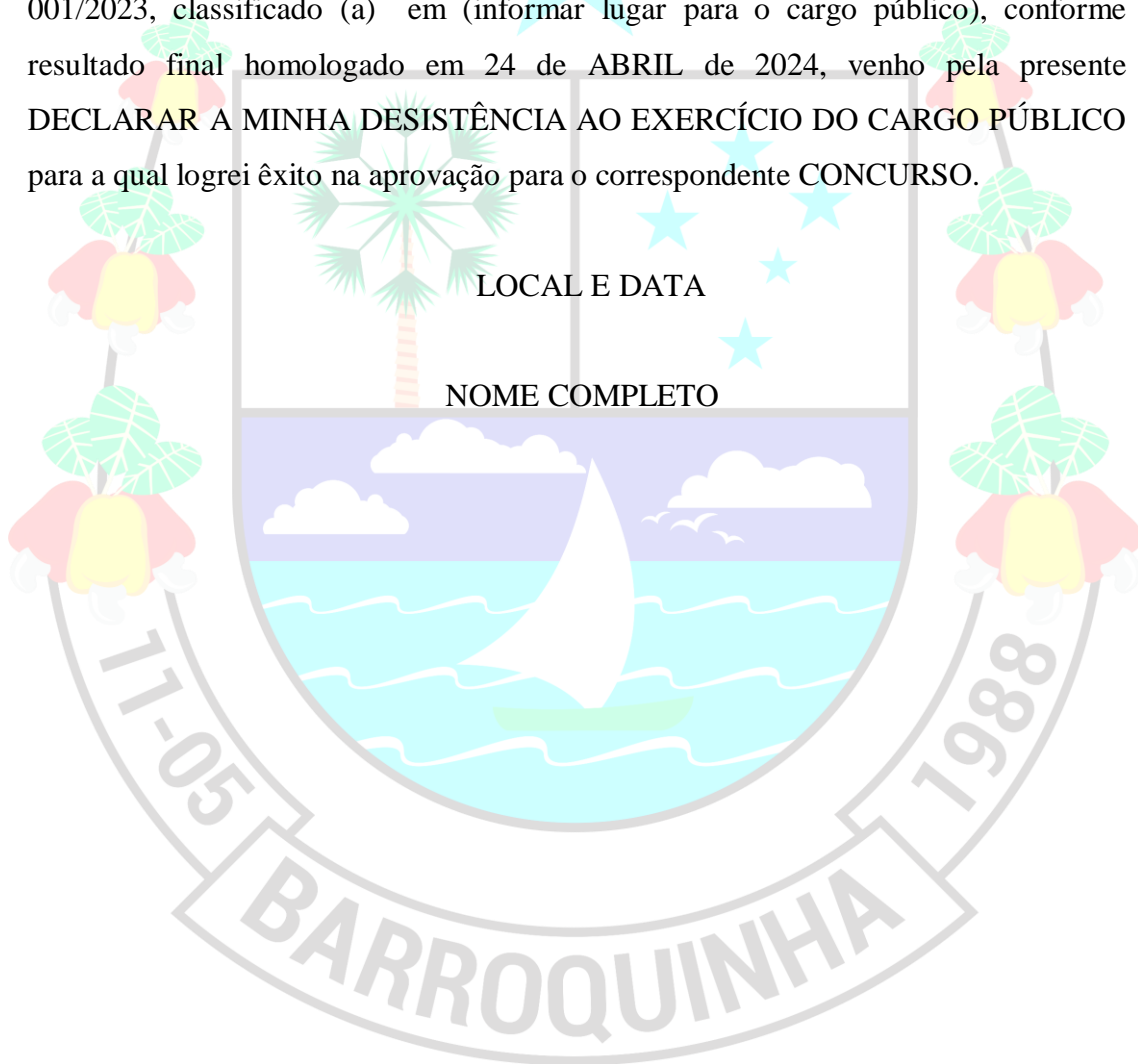 001/2023, classificado (a) em (informar lugar para o cargo público), conforme
resultado final homologado em 24 de ABRIL de 2024, venho pela presente
DECLARAR A MINHA DESISTÊNCIA AO EXERCÍCIO DO CARGO PÚBLICO
para a qual logrei êxito na aprovação para o correspondente CONCURSO.
LOCAL E DATA
NOME COMPLETO
11-05
1988
BARROQUINHA